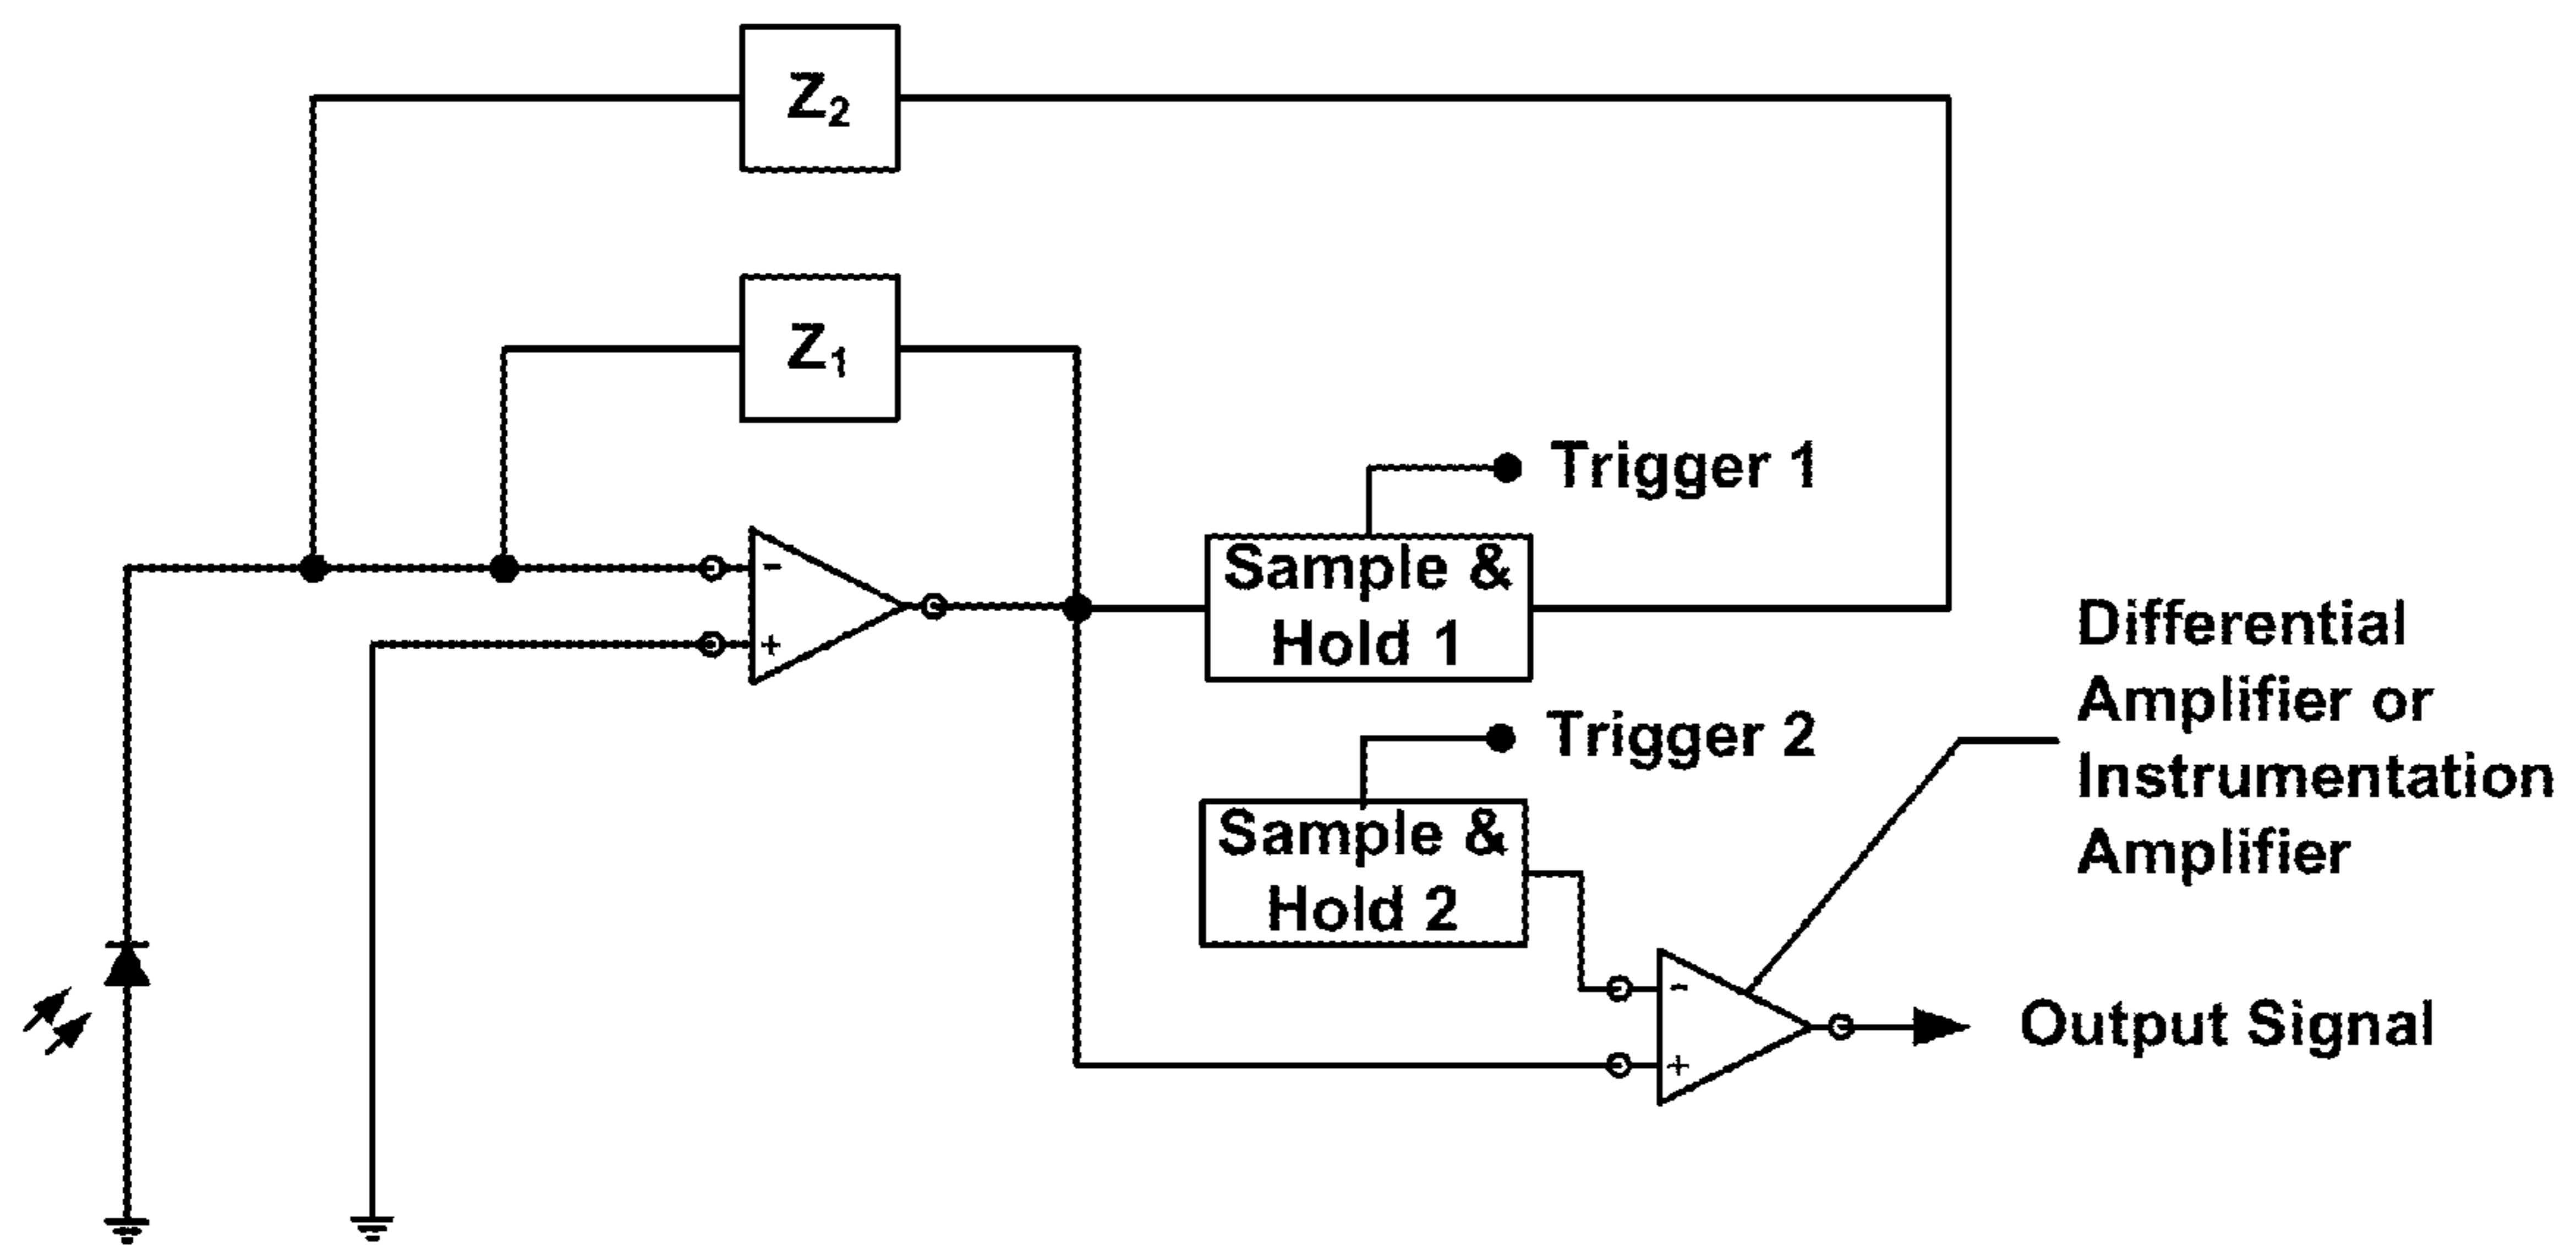 Z2
Z1
Trigger 1
Sample &
Hold 1
-
+
Trigger 2
Sample &
Hold 2
Differential
Amplifier or
Instrumentation
Amplifier
-
+
Output Signal